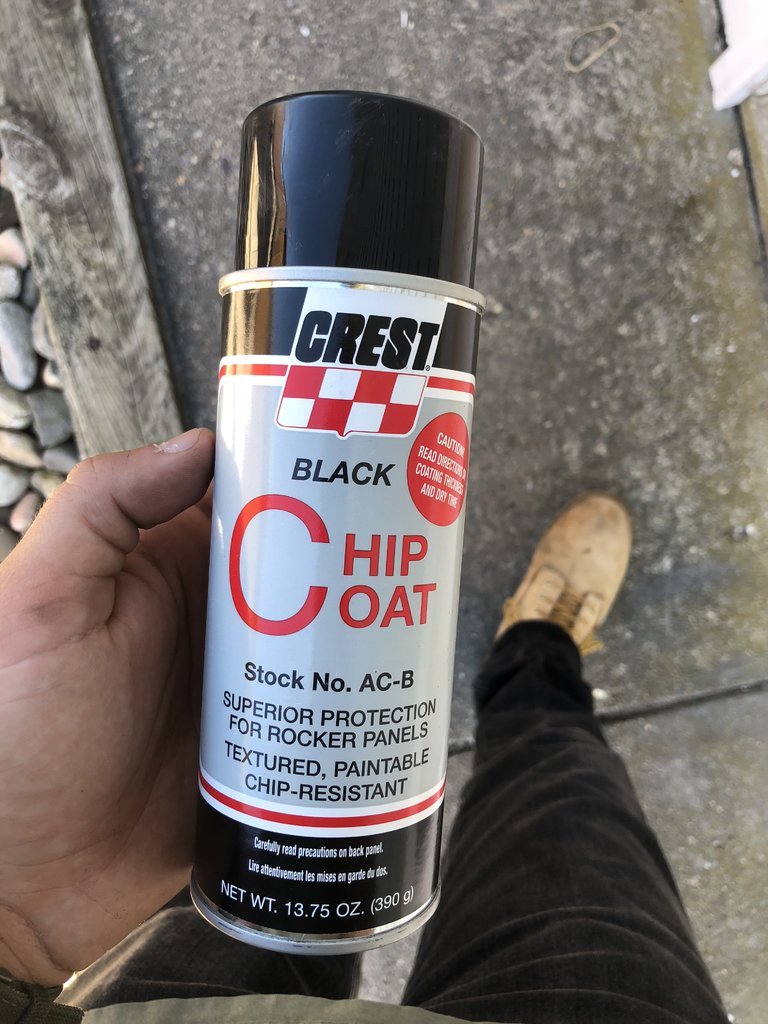 CREST
BLACK
CAUTION!
READ DIRECTIONS
COATING THICKNESS
AND DRY TIME
CHIP
COAT
Stock No. AC-B
SUPERIOR PROTECTION
FOR ROCKER PANELS
TEXTURED, PAINTABLE
CHIP-RESISTANT
Carefully read precautions on back panel.
Lire attentivement les mises en garde du dos.
NET WT. 13.75 OZ. (390 g)